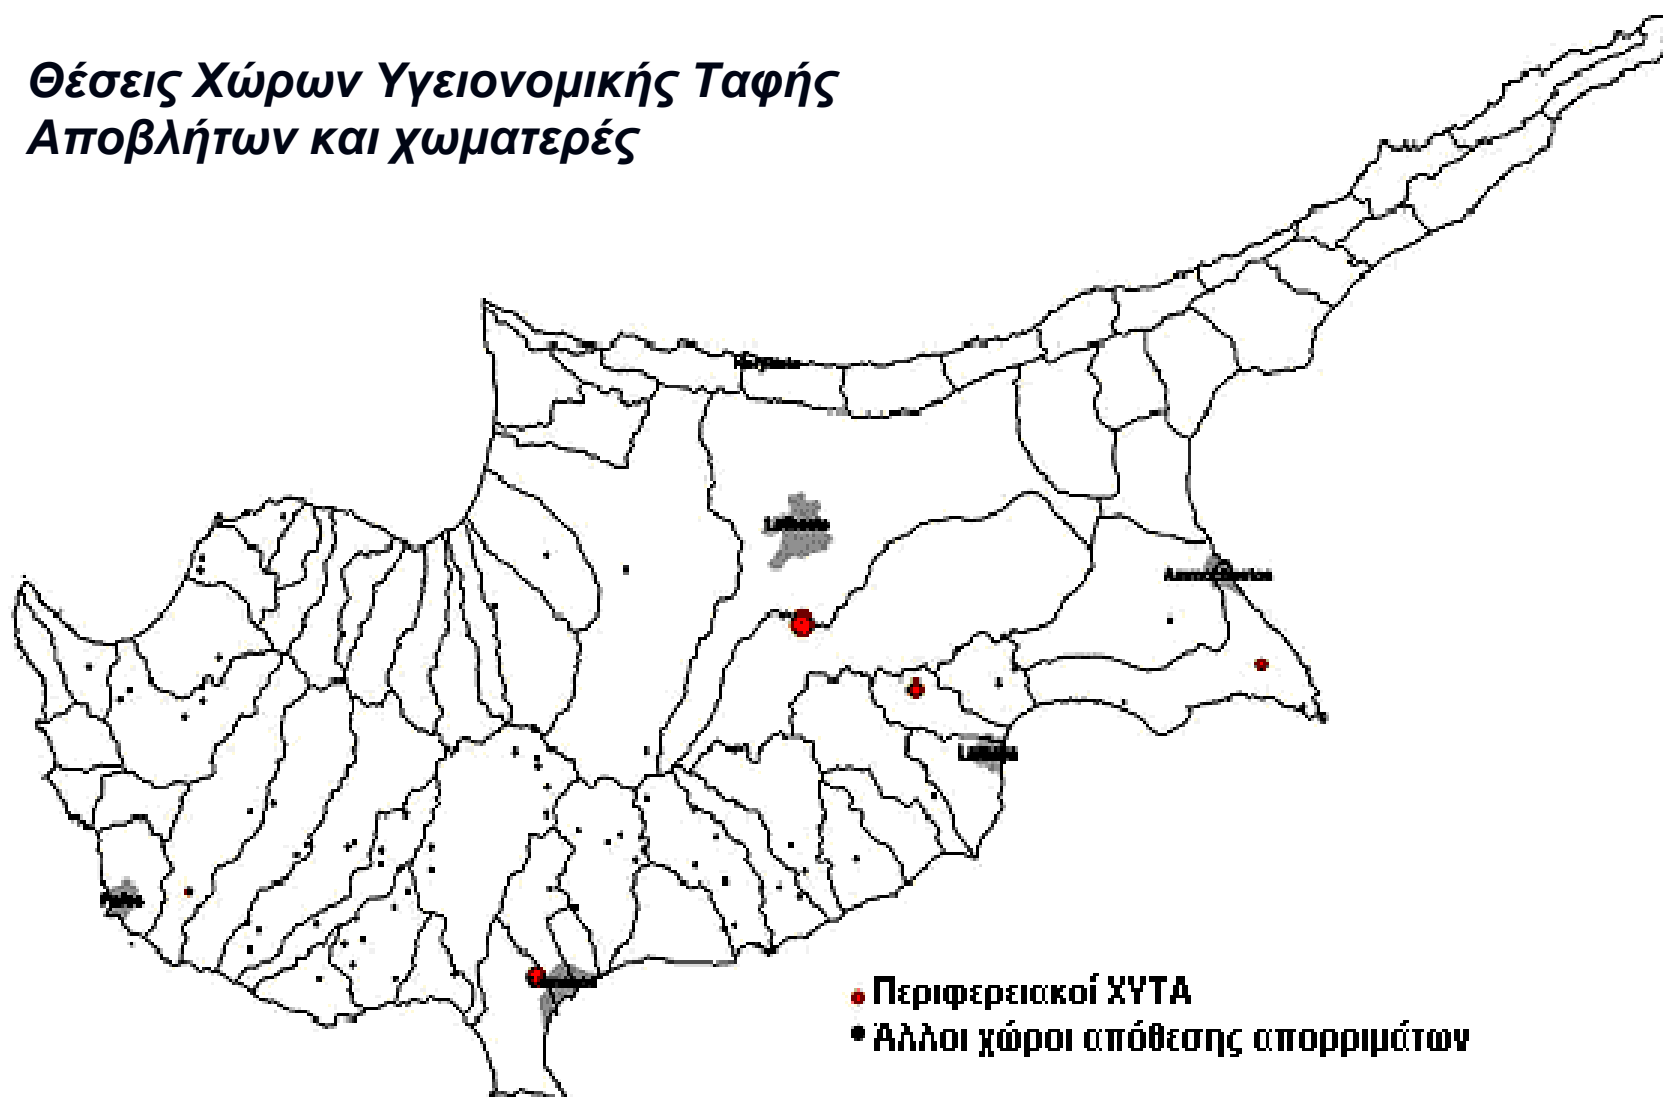 Θέσεις Χώρων Υγειονομικής Ταφής
Αποβλήτων και χωματερές
Περιφερειακοί ΧΥΤΑ
Άλλοι χώροι απόθεσης απορριμάτων